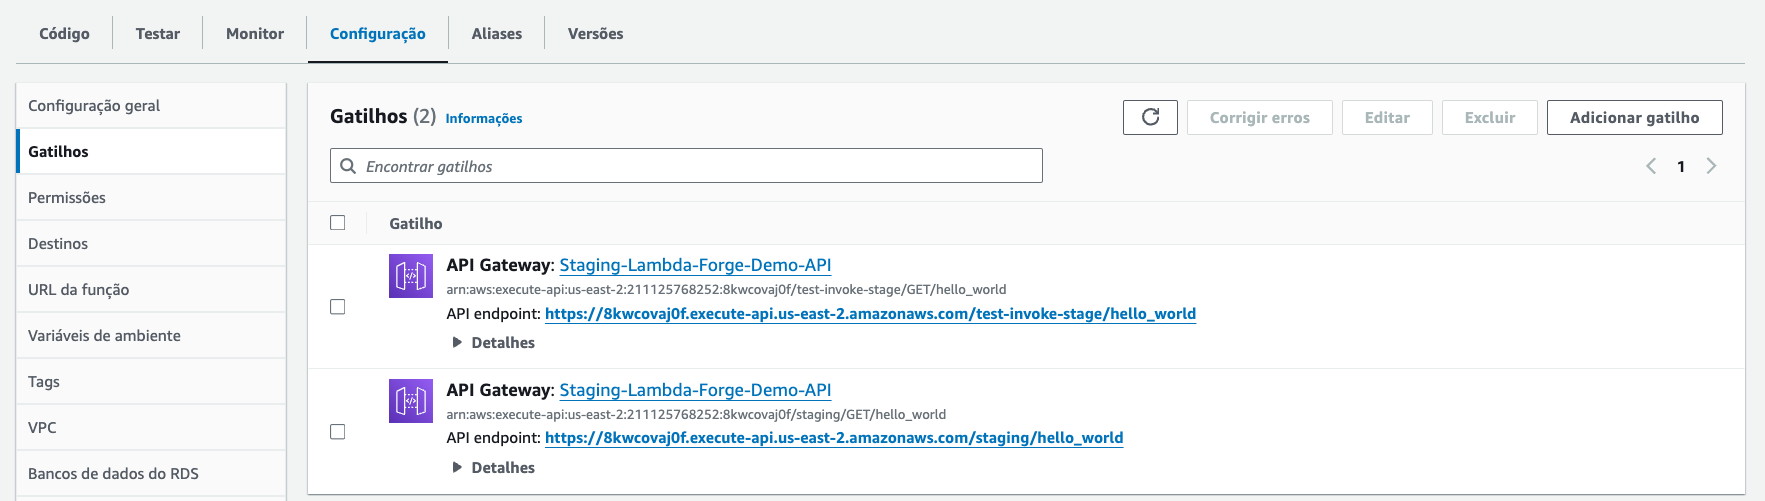 Código Testar Monitor Configuração Aliases Versões
Configuração geral
Gatilhos
Permissões
Destinos
URL da função
Variáveis de ambiente
Tags
VPC
Bancos de dados do RDS
Gatilhos (2) Informações
Corrigir erros Editar Excluir Adicionar gatilho
Encontrar gatilhos
1
Gatilho
API Gateway: Staging-Lambda-Forge-Demo-API
arn:aws:execute-api:us-east-2:211125768252:8kwcovaj0f/test-invoke-stage/GET/hello_world
API endpoint: https://8kwcovaj0f.execute-api.us-east-2.amazonaws.com/test-invoke-stage/hello_world
Detalhes
API Gateway: Staging-Lambda-Forge-Demo-API
arn:aws:execute-api:us-east-2:211125768252:8kwcovaj0f/staging/GET/hello_world
API endpoint: https://8kwcovaj0f.execute-api.us-east-2.amazonaws.com/staging/hello_world
Detalhes